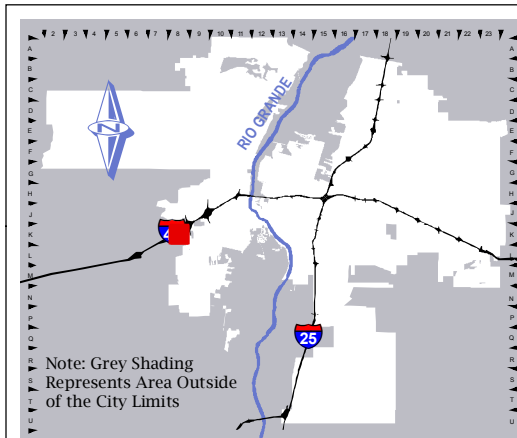 2 3 4 5 6 7 8 9 10 11 12 13 14 15 16 17 18 19 20 21 22 23
A A
B B
C C
D D
E E
F F
G G
H H
J J
K K
L L
M M
N N
P P
Q Q
R R
S S
T T
U U
RIO GRANDE
N
4
25
Note: Grey Shading
Represents Area Outside
of the City Limits